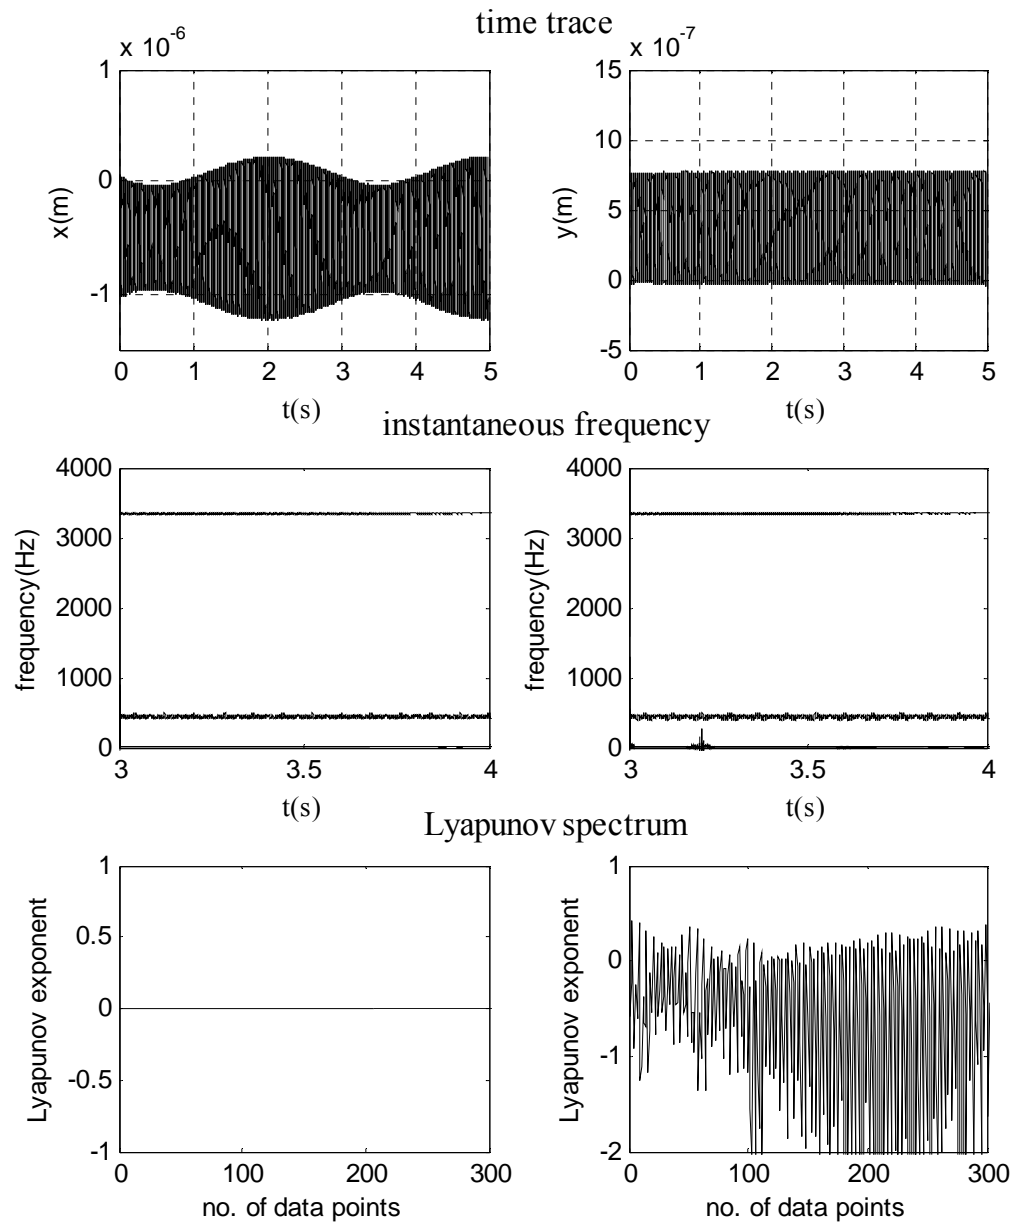 time trace
x 10^-6
x 10^-7
1
0
-1
x(m)
0 1 2 3 4 5
t(s)
15
10
5
0
-5
y(m)
0 1 2 3 4 5
t(s)
instantaneous frequency
4000
3000
2000
1000
0
frequency(Hz)
3 3.5 4
t(s)
4000
3000
2000
1000
0
frequency(Hz)
3 3.5 4
t(s)
Lyapunov spectrum
1
0.5
0
-0.5
-1
Lyapunov exponent
0 100 200 300
no. of data points
1
0
-1
-2
Lyapunov exponent
0 100 200 300
no. of data points